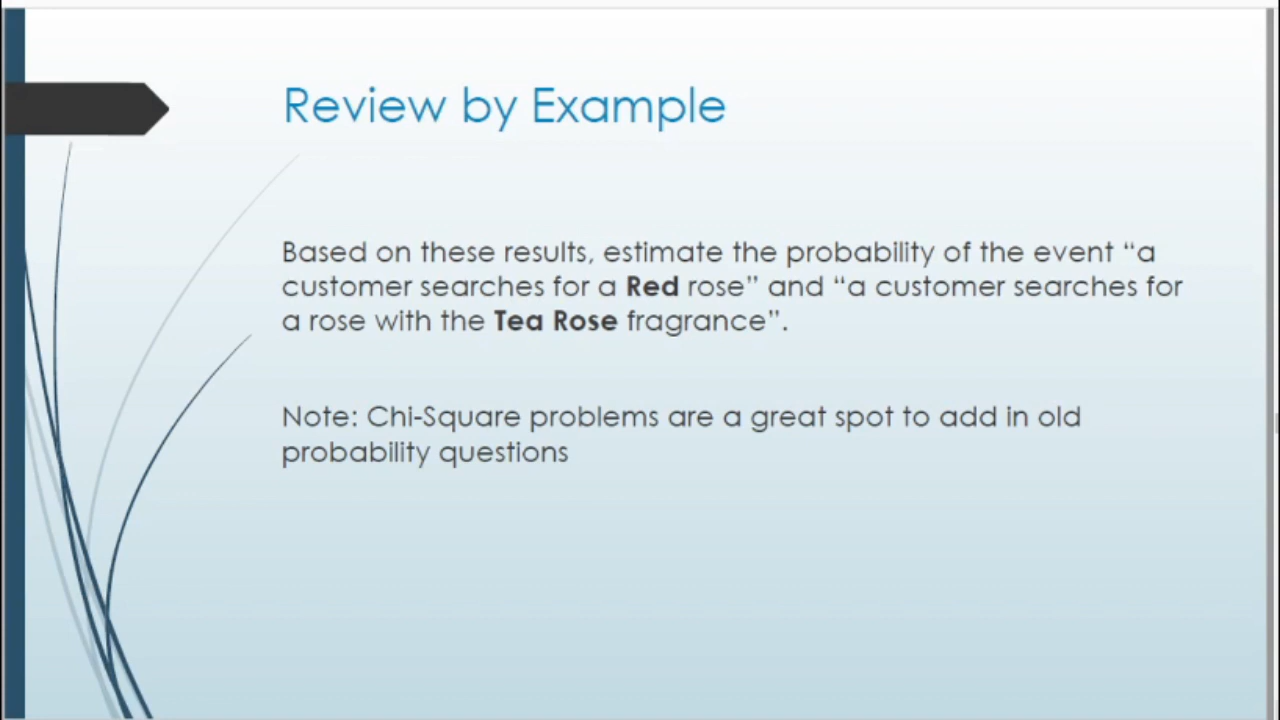 Review by Example
Based on these results, estimate the probability of the event “a
customer searches for a Red rose” and “a customer searches for
a rose with the Tea Rose fragrance”.
Note: Chi-Square problems are a great spot to add in old
probability questions